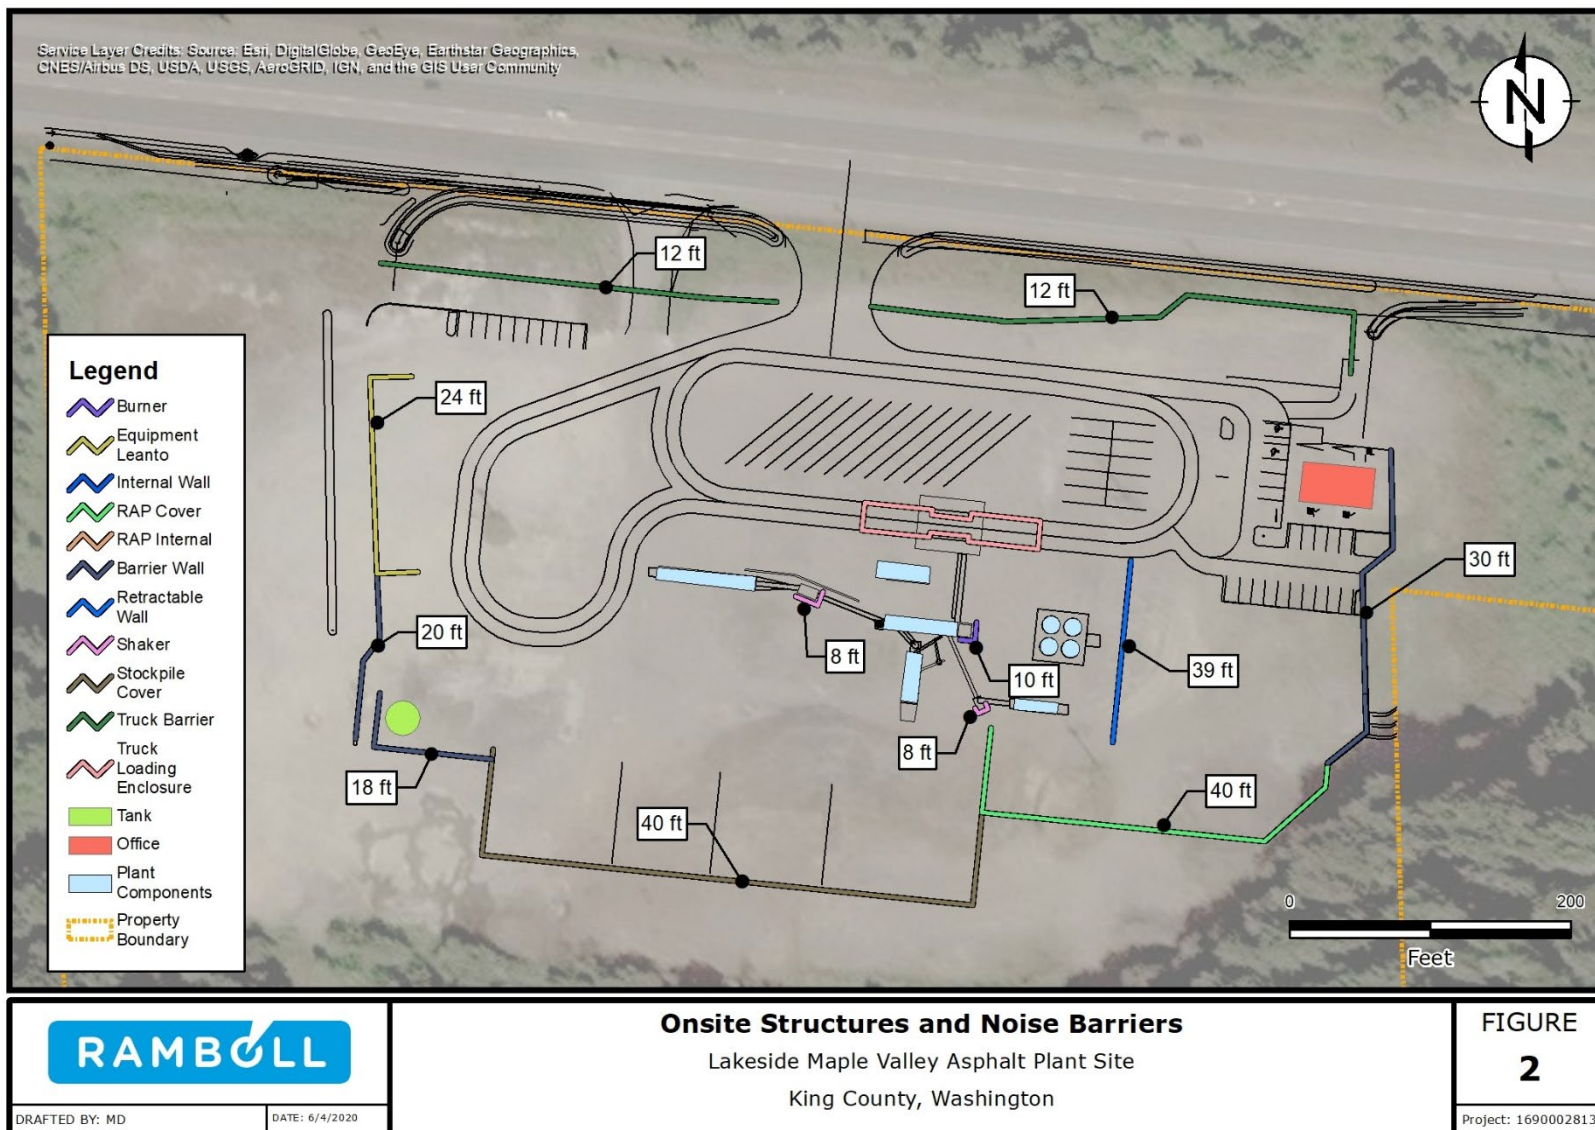 Service Layer Credits: Source: Esri, DigitalGlobe, GeoEye, Earthstar Geographics,
CNES/Airbus DS, USDA, USGS, AeroGRID, IGN, and the GIS User Community
N
12 ft
12 ft
24 ft
30 ft
20 ft
8 ft
10 ft
39 ft
8 ft
18 ft
40 ft
40 ft
Legend
Burner
Equipment
Leanto
Internal Wall
RAP Cover
RAP Internal
Barrier Wall
Retractable
Wall
Shaker
Stockpile
Cover
Truck Barrier
Truck
Loading
Enclosure
Tank
Office
Plant
Components
Property
Boundary
0 200
Feet
RAMBOLL
DRAFTED BY: MD
DATE: 6/4/2020
Onsite Structures and Noise Barriers
Lakeside Maple Valley Asphalt Plant Site
King County, Washington
FIGURE
2
Project: 1690002813